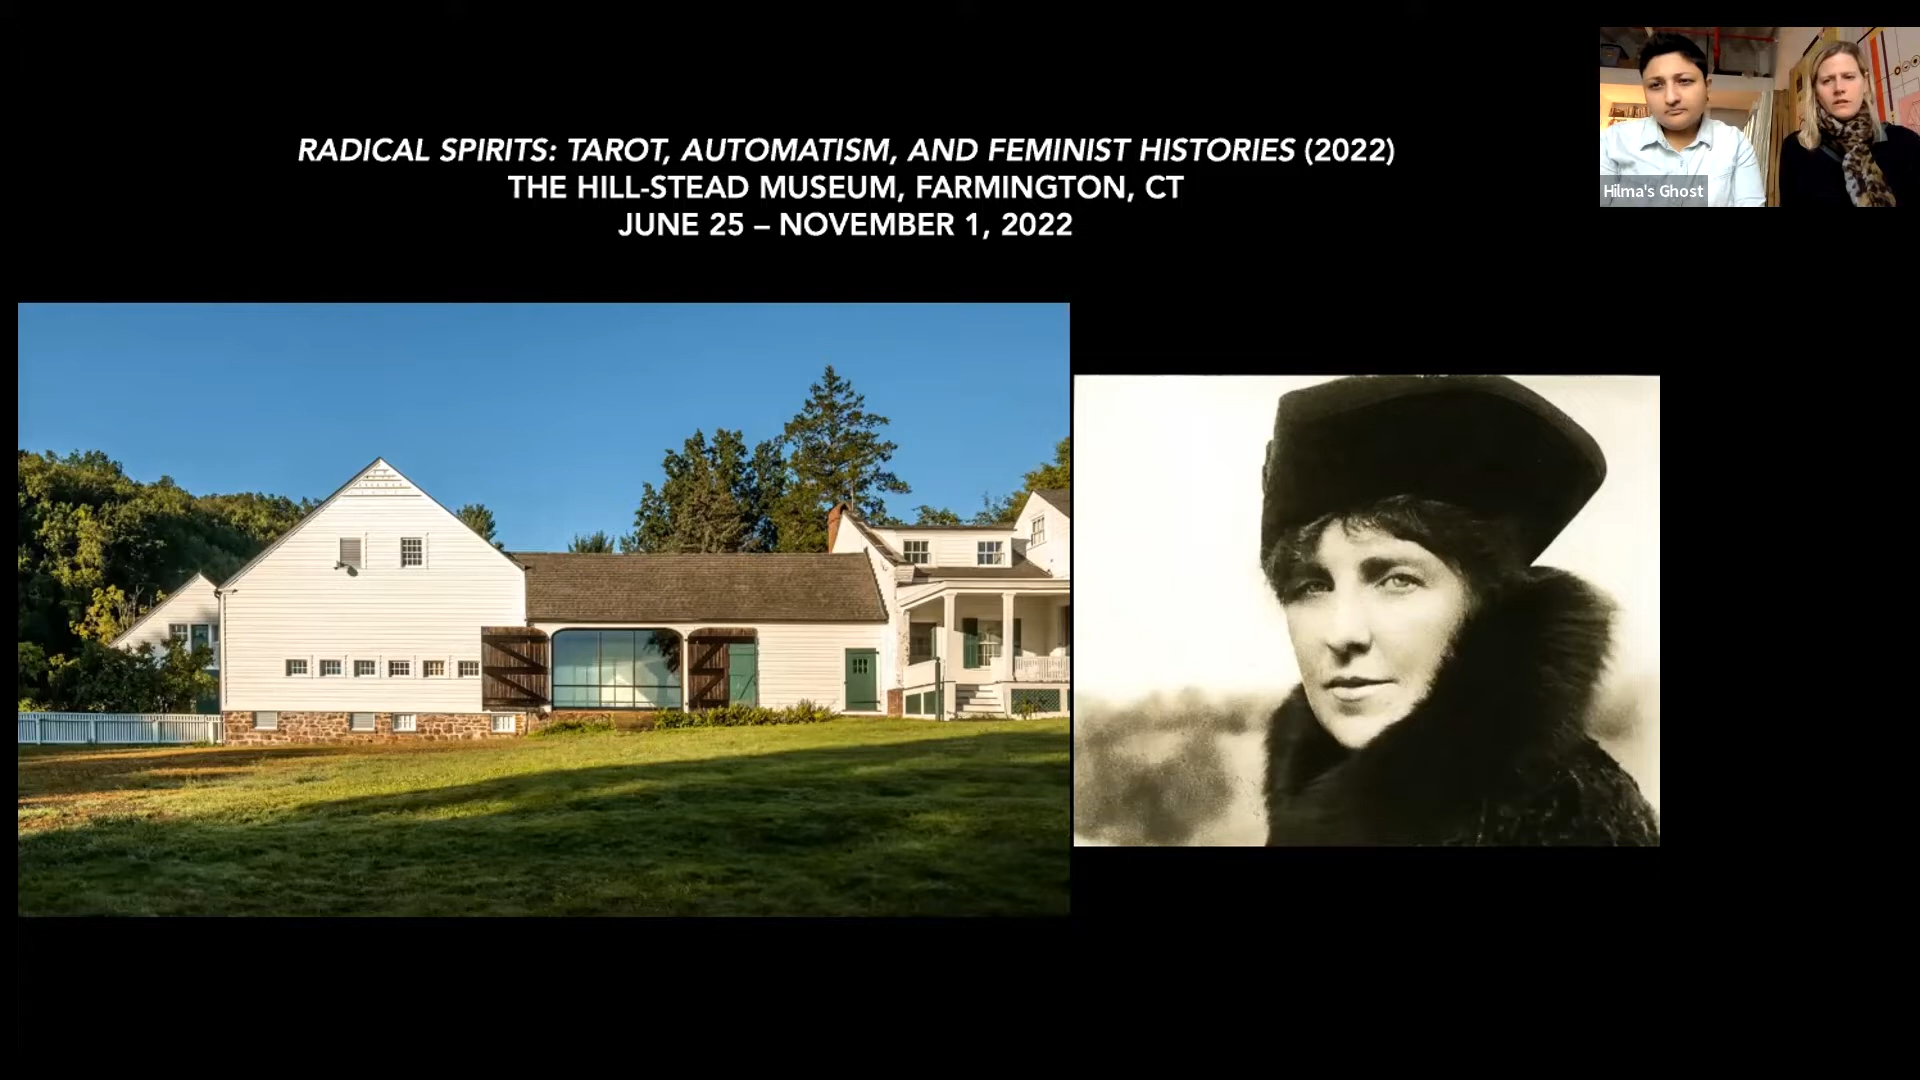 RADICAL SPIRITS: TAROT, AUTOMATISM, AND FEMINIST HISTORIES (2022)
THE HILL-STEAD MUSEUM, FARMINGTON, CT
JUNE 25 – NOVEMBER 1, 2022
Hilma's Ghost